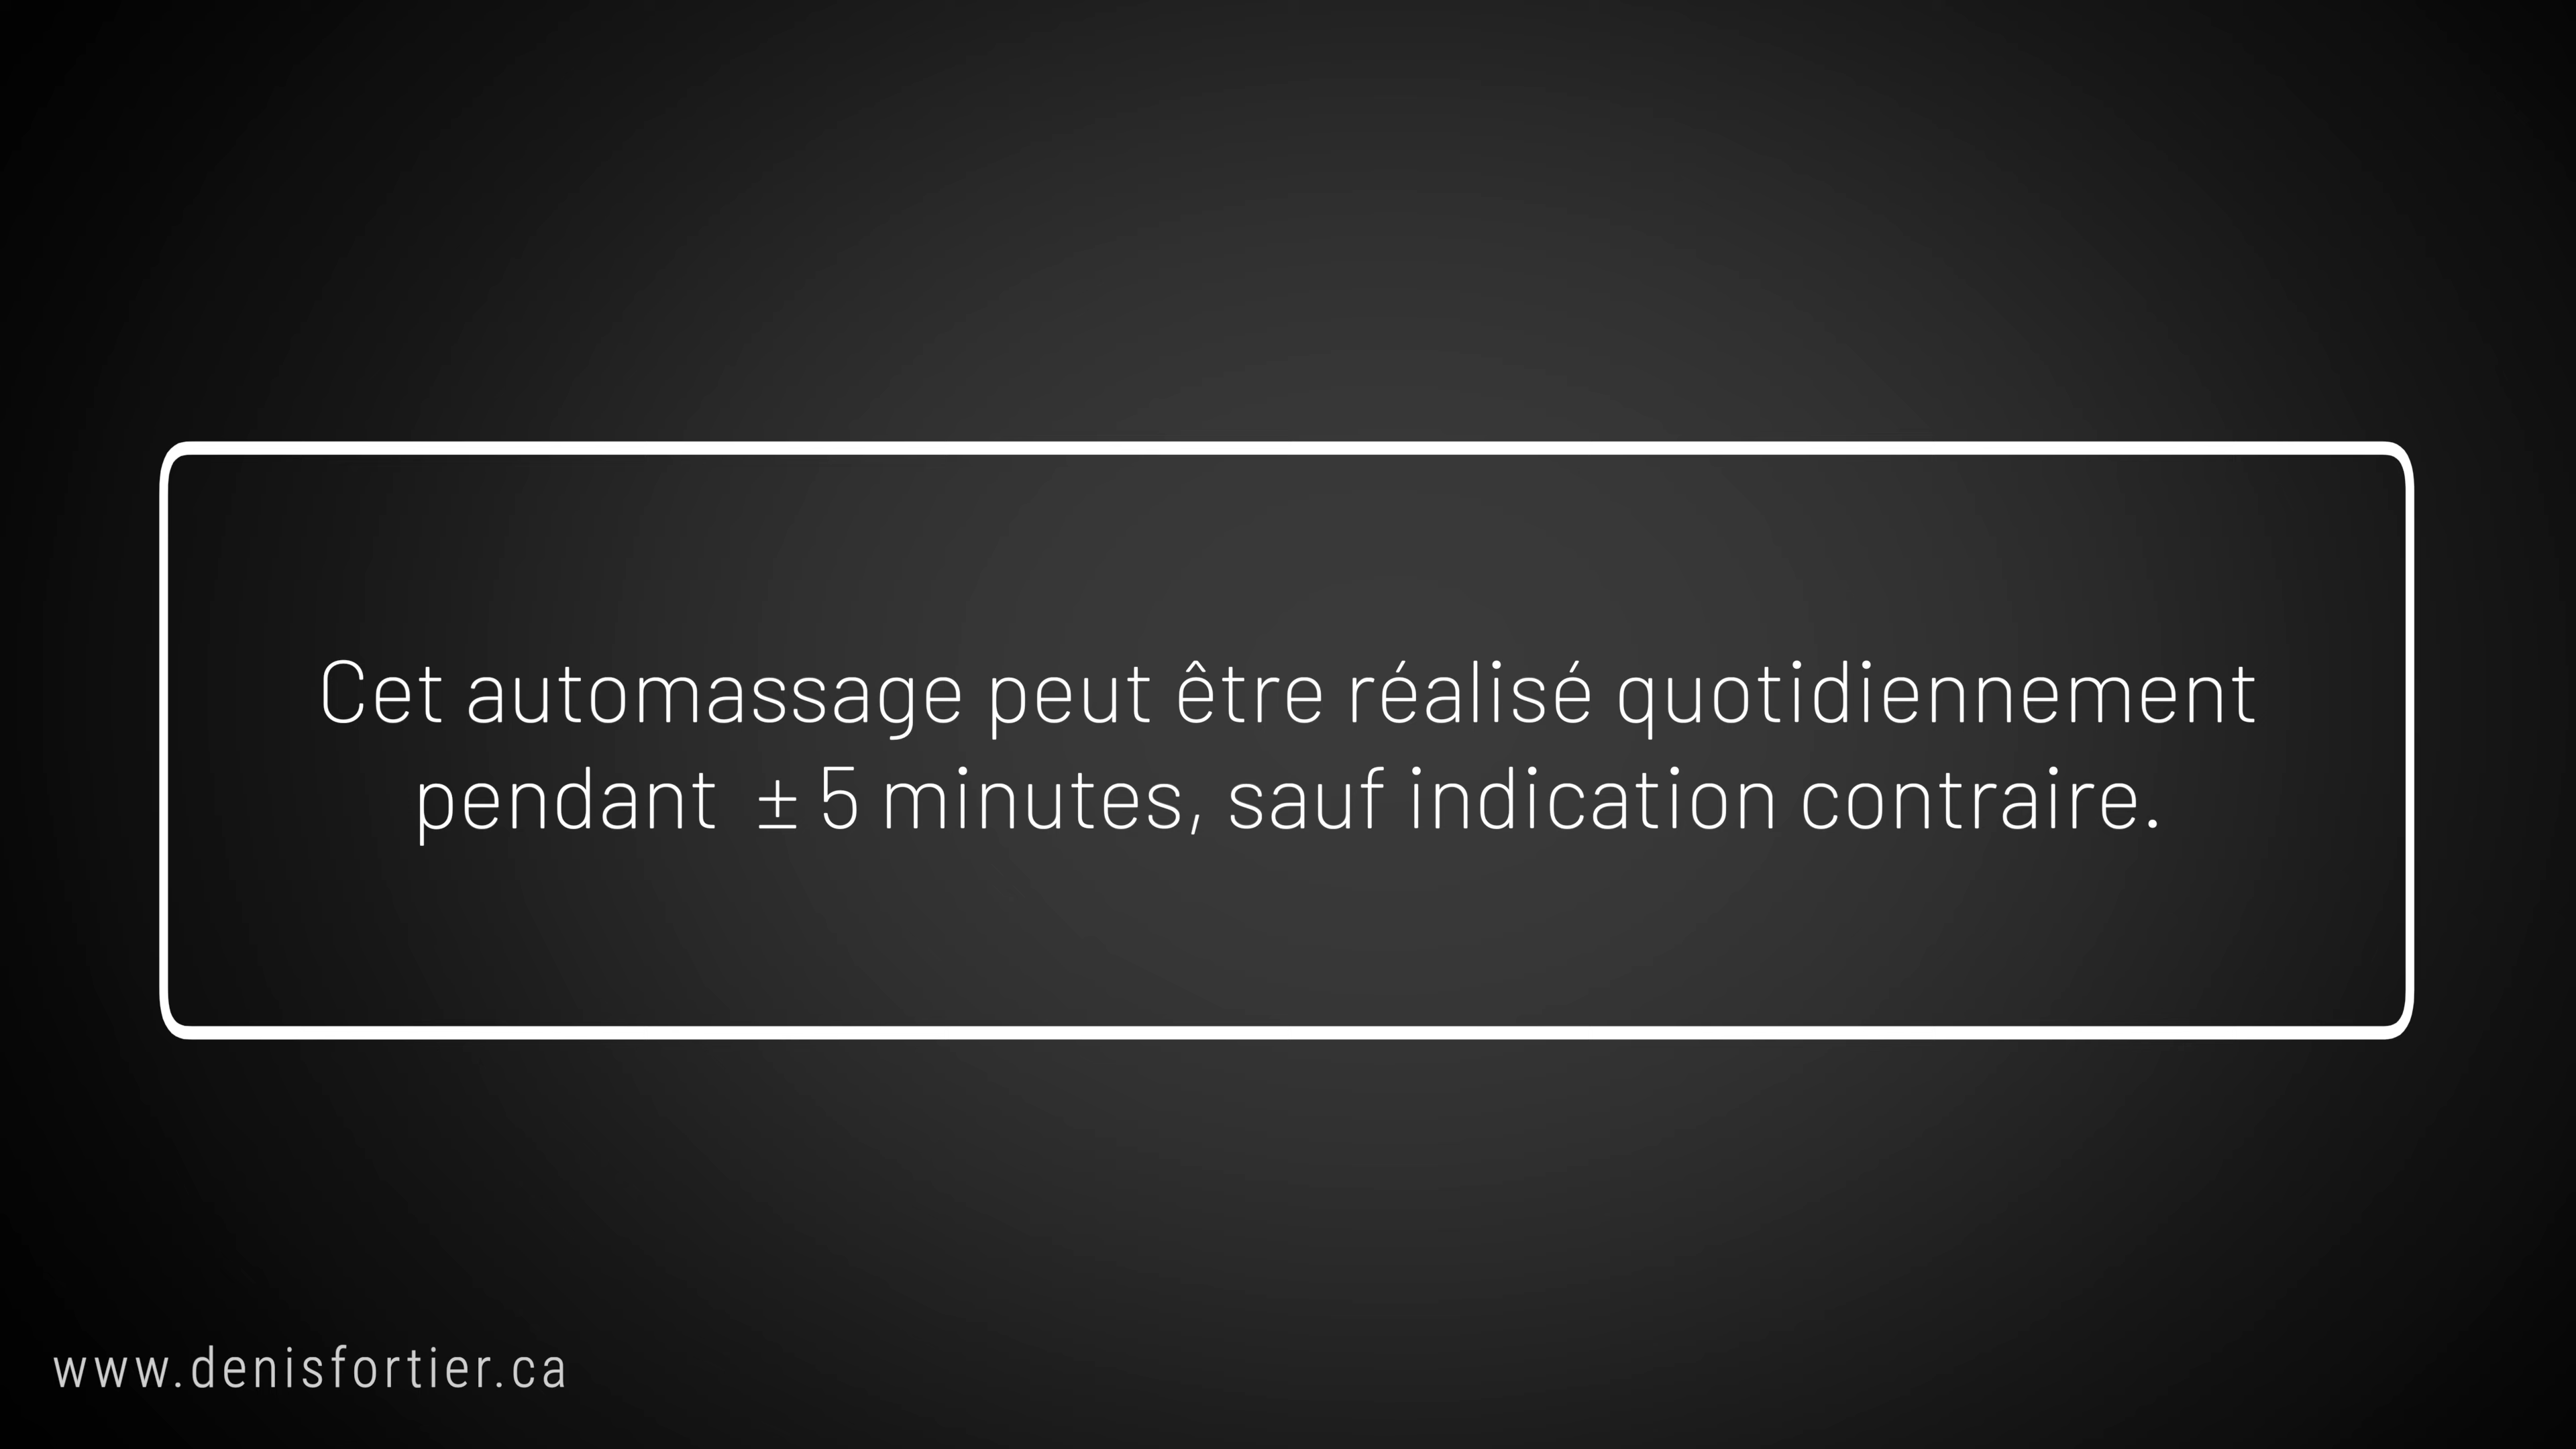 Cet automassage peut être réalisé quotidiennement
pendant ± 5 minutes, sauf indication contraire.
www.denisfortier.ca